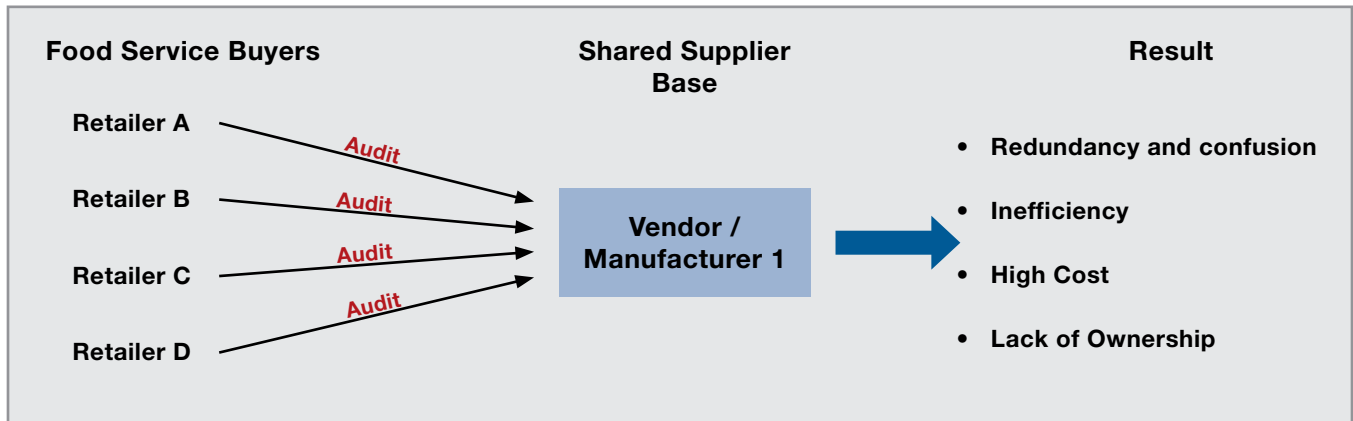 Food Service Buyers
Shared Supplier
Base
Result
Retailer A
Retailer B
Retailer C
Retailer D
Audit
Audit
Audit
Audit
Vendor /
Manufacturer 1
• Redundancy and confusion
• Inefficiency
• High Cost
• Lack of Ownership